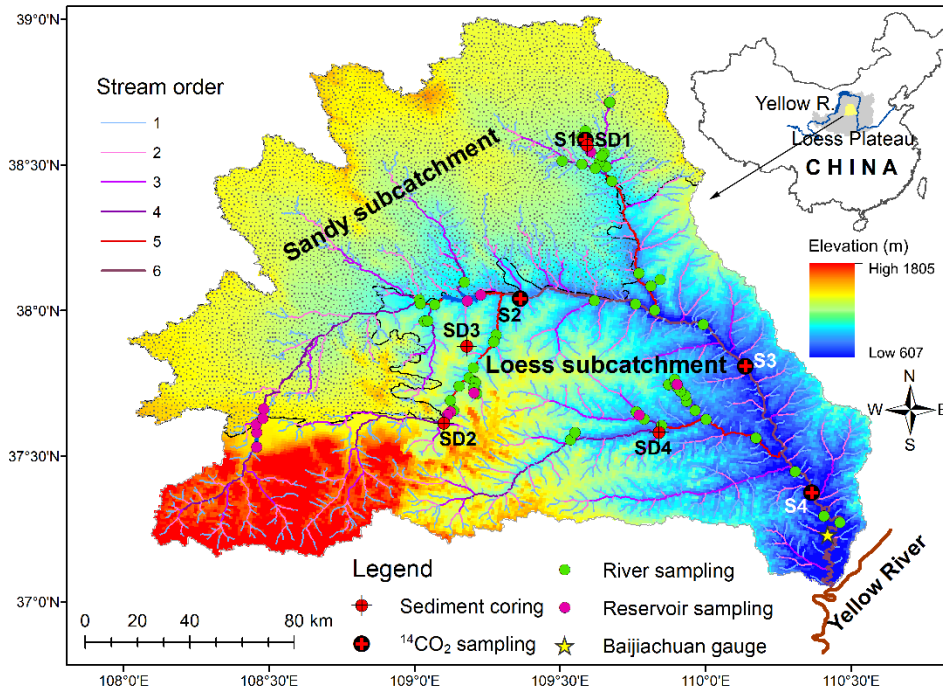 39°0'N
38°30'N
38°0'N
37°30'N
37°0'N
108°0'E
108°30'E
109°0'E
109°30'E
110°0'E
110°30'E
Stream order
1
2
3
4
5
6
Sandy subcatchment
Loess subcatchment
S1
SD1
S2
SD3
SD2
SD4
S3
S4
Yellow R.
Loess Plateau
CHINA
Elevation (m)
High 1805
Low 607
N
W
E
S
Yellow River
Legend
Sediment coring
¹⁴CO₂ sampling
River sampling
Reservoir sampling
Baijiachuan gauge
0
20
40
80 km